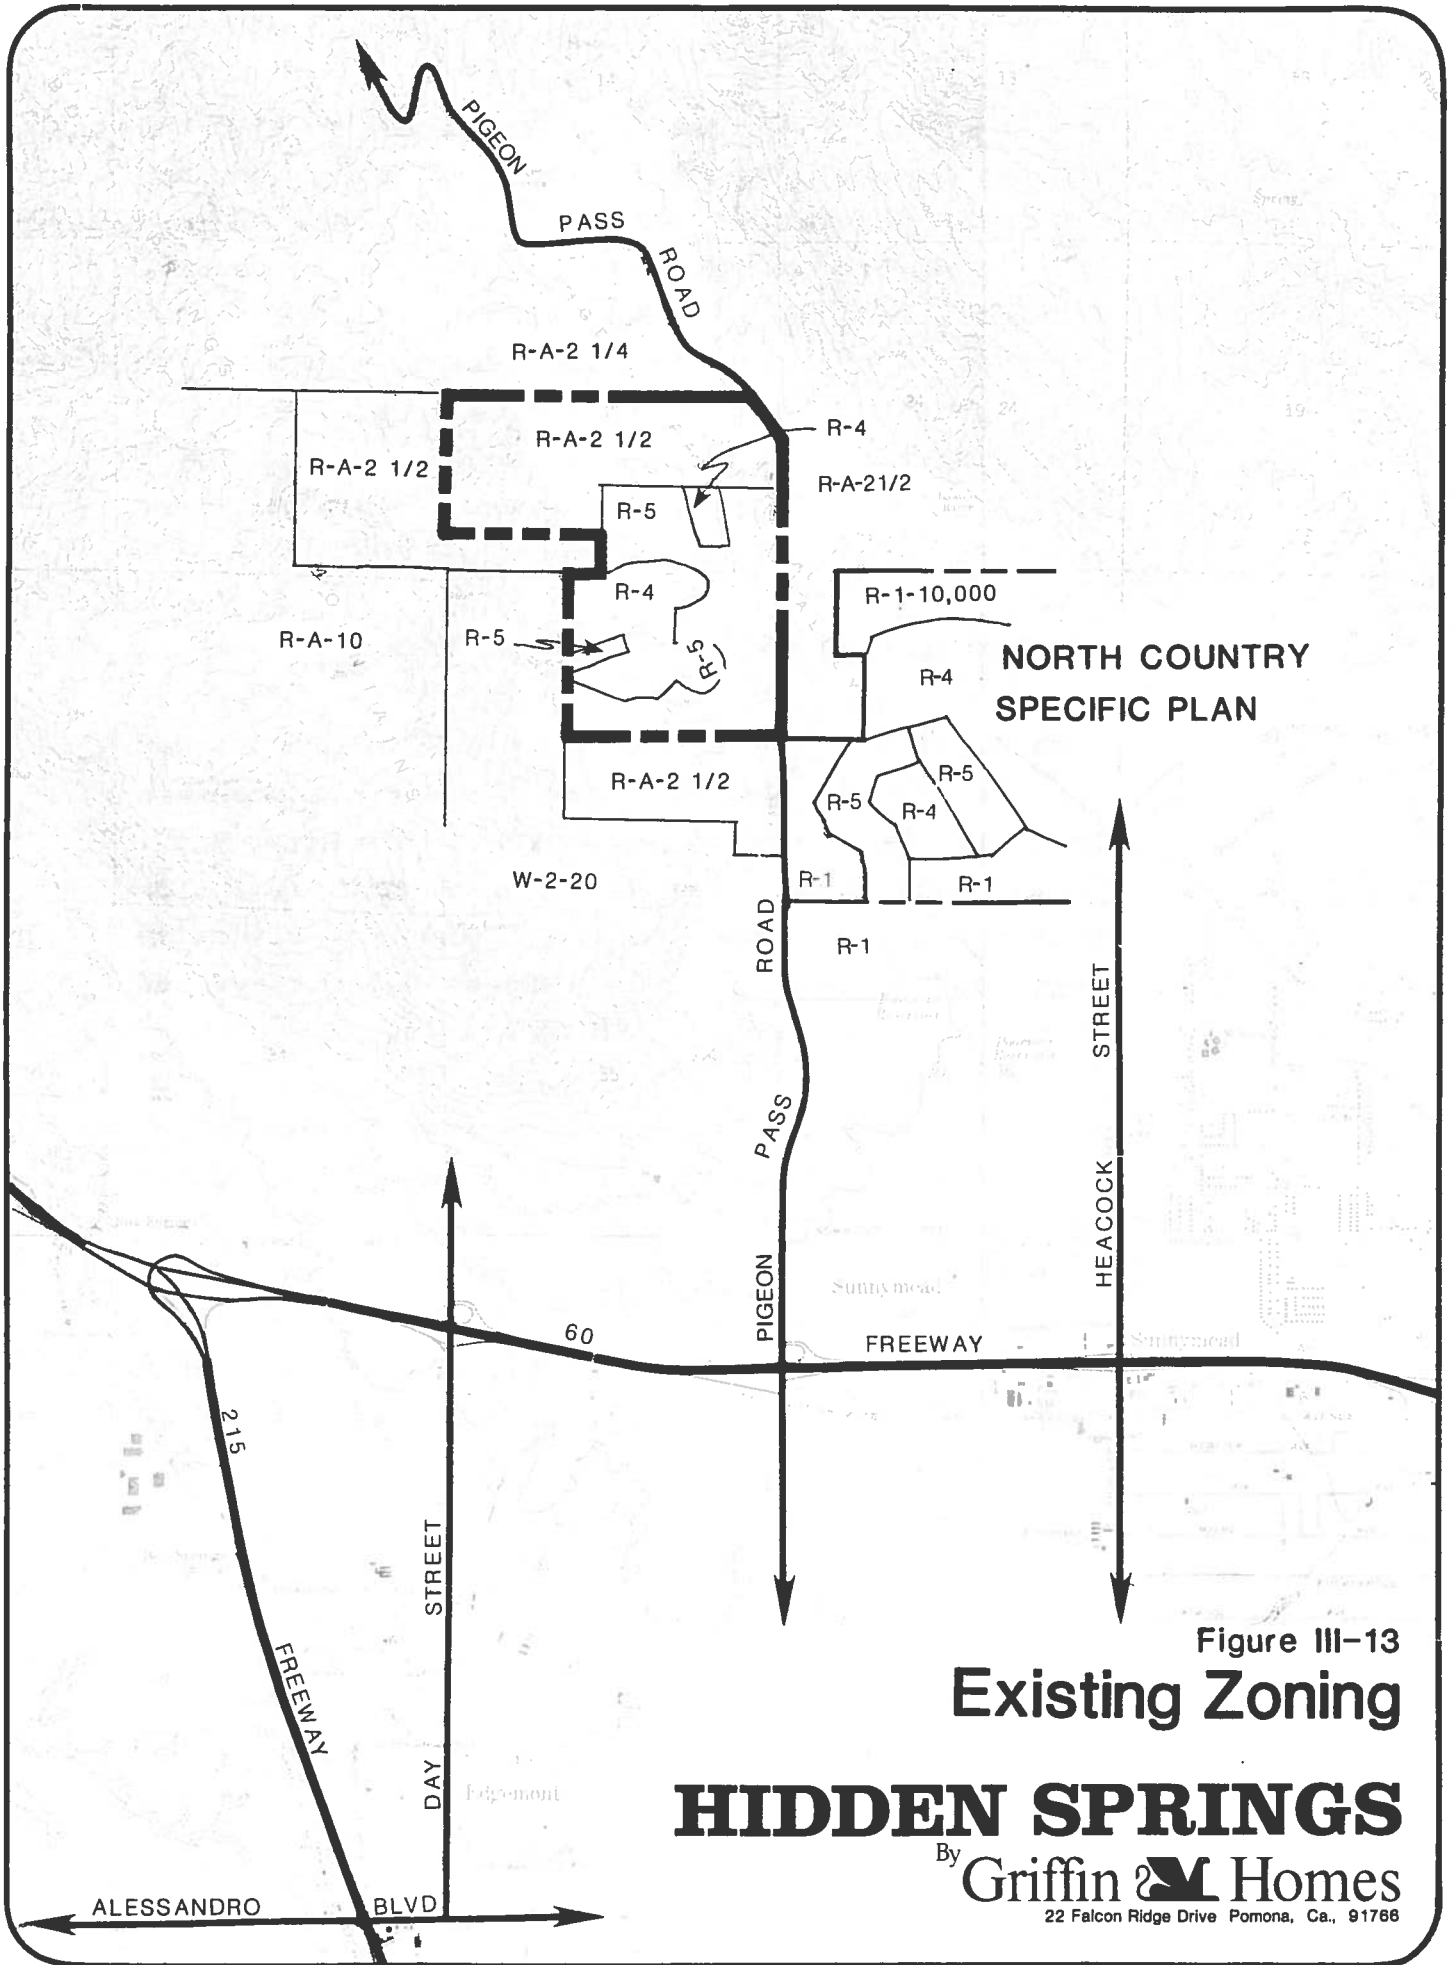 PIGEON
PASS
ROAD
R-A-2 1/4
R-A-2 1/2
R-4
R-A-2 1/2
R-A-21/2
R-5
R-4
R-1-10,000
R-A-10
R-5
R-5
NORTH COUNTRY
SPECIFIC PLAN
R-4
R-A-2 1/2
R-5
R-5
R-4
W-2-20
R-1
R-1
R-1
ROAD
PASS
PIGEON
STREET
HEACOCK
Sunnymead
60
FREEWAY
Sunnymead
215
FREEWAY
STREET
DAY
Edgemont
ALESSANDRO BLVD
Figure III-13
Existing Zoning
HIDDEN SPRINGS
By
Griffin Homes
22 Falcon Ridge Drive Pomona, Ca., 91766